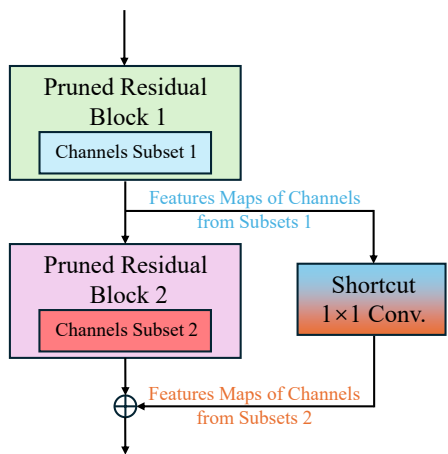 Pruned Residual
Block 1
Channels Subset 1
Features Maps of Channels
from Subsets 1
Pruned Residual
Block 2
Channels Subset 2
Shortcut
1×1 Conv.
Features Maps of Channels
from Subsets 2